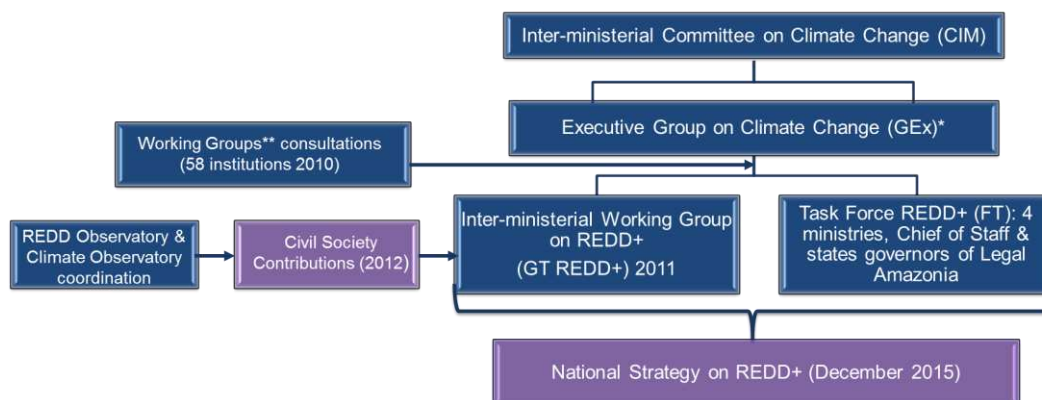 Inter-ministerial Committee on Climate Change (CIM)
Executive Group on Climate Change (GEx)*
Working Groups** consultations
(58 institutions 2010)
REDD Observatory &
Climate Observatory
coordination
Civil Society
Contributions (2012)
Inter-ministerial Working Group
on REDD+
(GT REDD+) 2011
Task Force REDD+ (FT): 4
ministries, Chief of Staff &
states governors of Legal
Amazonia
National Strategy on REDD+ (December 2015)